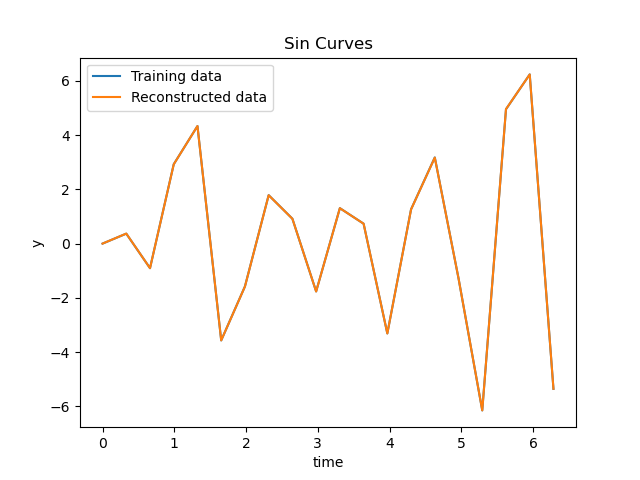 Sin Curves
Training data
Reconstructed data
6
4
2
0
−2
−4
−6
y
0 1 2 3 4 5 6
time